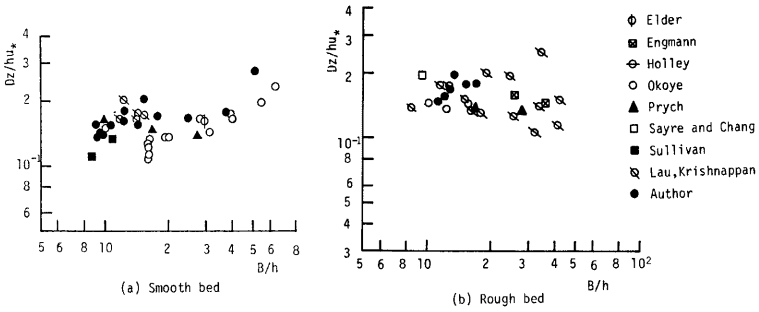 Dz/hu*
4
3
2
10-1
8
6
5 6 8 10 2 3 4 5 6 8
B/h
(a) Smooth bed
Dz/hu*
4
3
2
10-1
8
6
5
4
3
5 6 8 10 2 3 4 5 6 8 10²
B/h
(b) Rough bed
Elder
Engmann
Holley
Okoye
Prych
Sayre and Chang
Sullivan
Lau,Krishnappan
Author